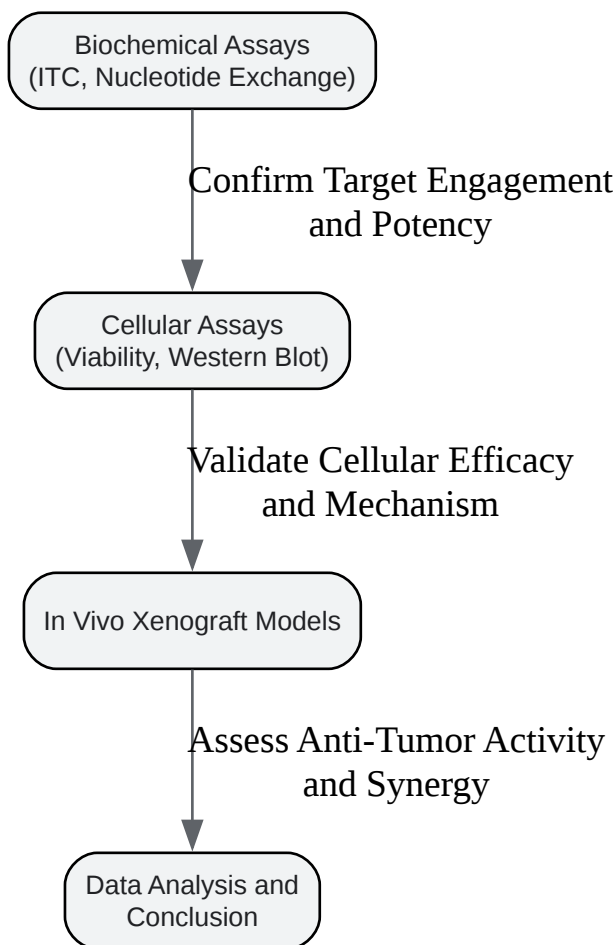 Biochemical Assays
(ITC, Nucleotide Exchange)
Confirm Target Engagement
and Potency
Cellular Assays
(Viability, Western Blot)
Validate Cellular Efficacy
and Mechanism
In Vivo Xenograft Models
Assess Anti-Tumor Activity
and Synergy
Data Analysis and
Conclusion